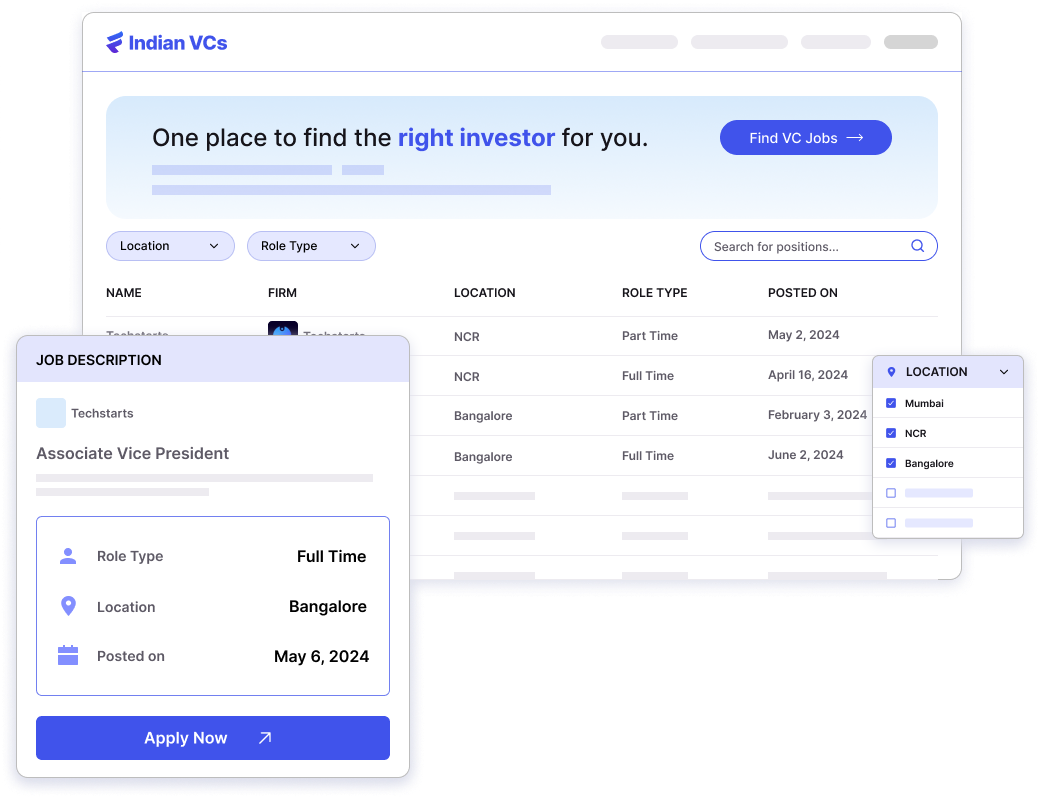 Indian VCs
One place to find the right investor for you.
Find VC Jobs
Location
Role Type
Search for positions...
NAME FIRM LOCATION ROLE TYPE POSTED ON
Techstarts Techstarts NCR Part Time May 2, 2024
NCR Full Time April 16, 2024
Bangalore Part Time February 3, 2024
Bangalore Full Time June 2, 2024
LOCATION
Mumbai
NCR
Bangalore
JOB DESCRIPTION
Techstarts
Associate Vice President
Role Type Full Time
Location Bangalore
Posted on May 6, 2024
Apply Now